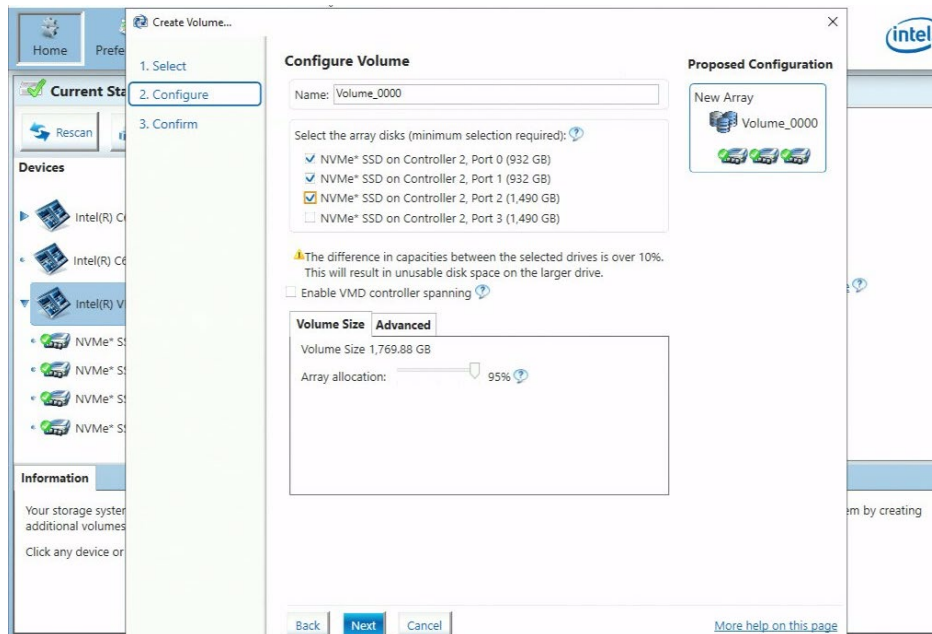 Create Volume...
intel
Home
Prefe
1. Select
2. Configure
3. Confirm
Current Sta
Rescan
Devices
Intel(R) C
Intel(R) C6
Intel(R) V
NVMe* S
NVMe* S
NVMe* S
NVMe* S
Configure Volume
Name: Volume_0000
Select the array disks (minimum selection required):
NVMe* SSD on Controller 2, Port 0 (932 GB)
NVMe* SSD on Controller 2, Port 1 (932 GB)
NVMe* SSD on Controller 2, Port 2 (1,490 GB)
NVMe* SSD on Controller 2, Port 3 (1,490 GB)
The difference in capacities between the selected drives is over 10%.
This will result in unusable disk space on the larger drive.
Enable VMD controller spanning
Volume Size Advanced
Volume Size 1,769.88 GB
Array allocation: 95%
Proposed Configuration
New Array
Volume_0000
Information
Your storage system
additional volumes
Click any device or
em by creating
Back Next Cancel
More help on this page